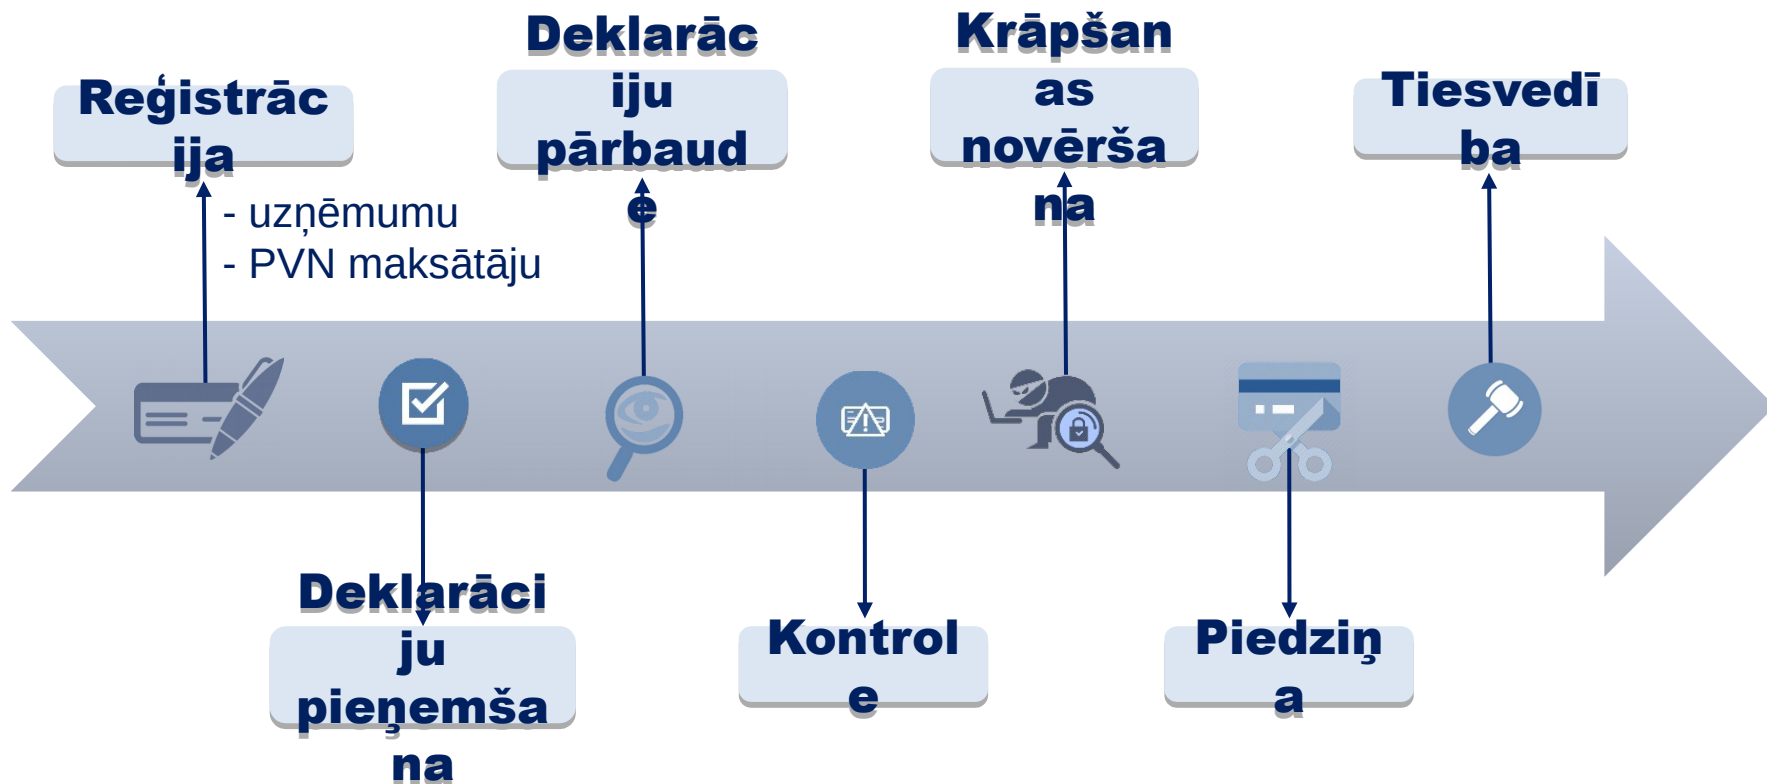 Reģistrāc
ija
- uzņēmumu
- PVN maksātāju
Deklarāci
ju
pieņemša
na
Deklarāc
iju
pārbaud
e
Kontrol
e
Krāpšan
as
novērša
na
Piedziņ
a
Tiesvedī
ba